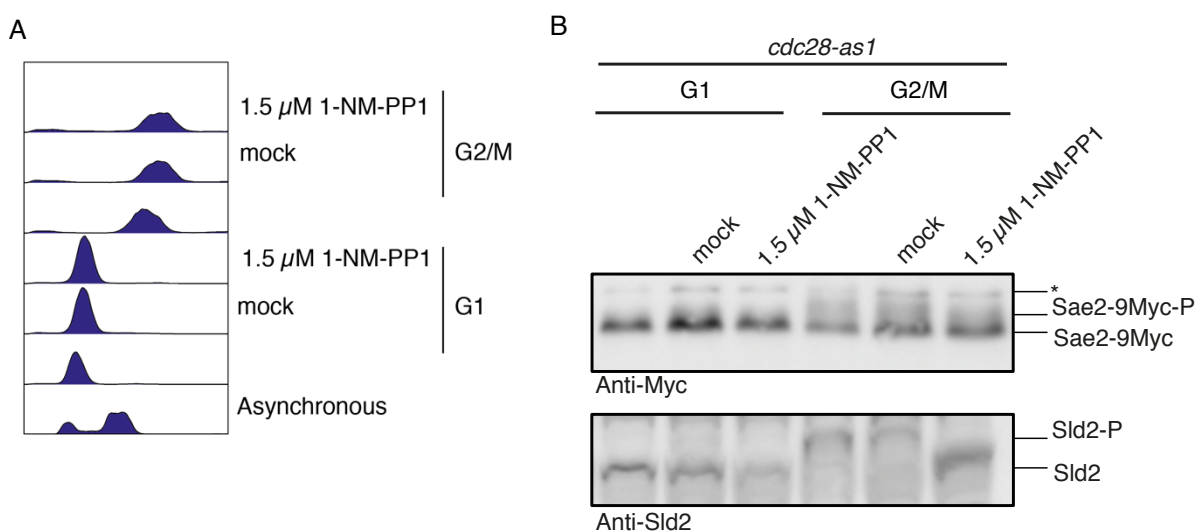 A
1.5 µM 1-NM-PP1
mock
G2/M
1.5 µM 1-NM-PP1
mock
G1
Asynchronous
B
cdc28-as1
G1
G2/M
mock
1.5 µM 1-NM-PP1
mock
1.5 µM 1-NM-PP1
*
Sae2-9Myc-P
Sae2-9Myc
Anti-Myc
Sld2-P
Sld2
Anti-Sld2